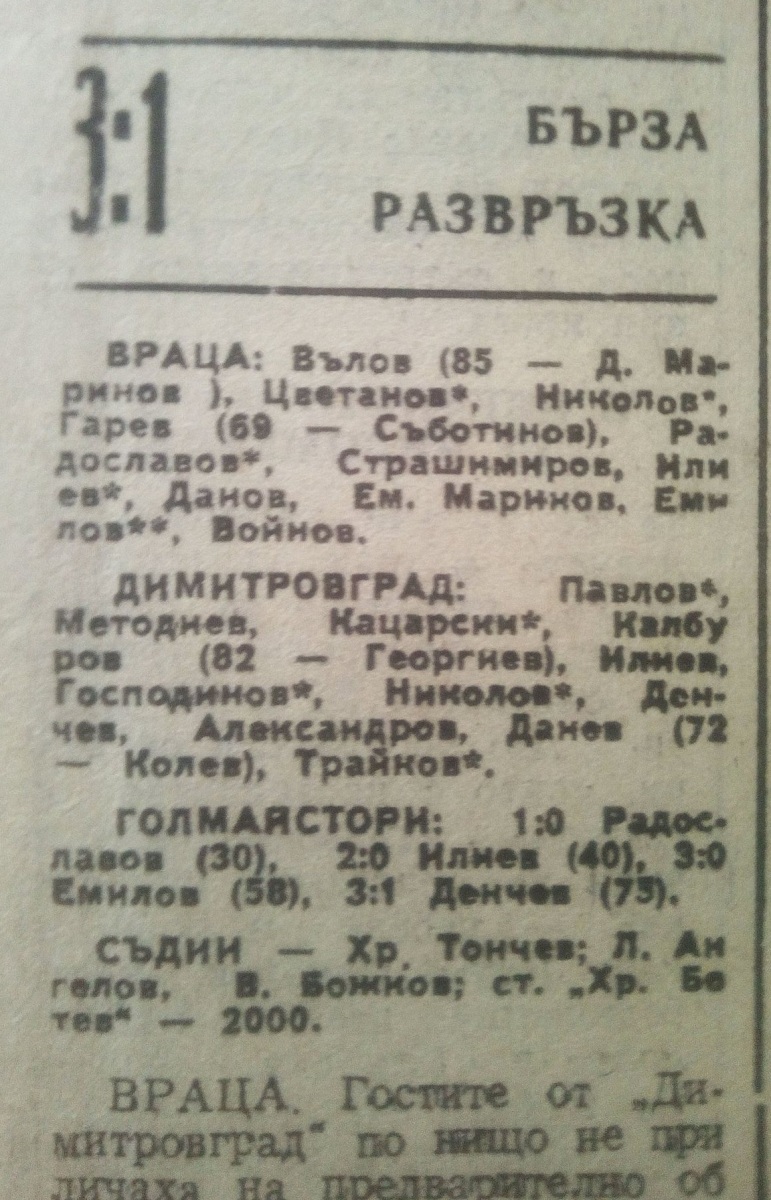 3:1
БЪРЗА
РАЗВРЪЗКА
ВРАЦА: Вълов (85 — Д. Ма-
ринов ), Цветанов*, Николов*,
Гарев (69 — Съботинов), Ра-
дославов*, Страшимиров, Или
ев*, Данов, Ем. Маринов, Еми
лов**, Войнов.
ДИМИТРОВГРАД: Павлов*,
Методиев, Кацарски*, Калбу
ров (82 — Георгиев), Илиев,
Господинов*, Николов*, Ден-
чев, Александров, Данев (72
— Колев), Трайков*.
ГОЛМАЯСТОРИ: 1:0 Радос-
лавов (30), 2:0 Илиев (40), 3:0
Емилов (58), 3:1 Денчев (75).
СЪДИИ — Хр. Тончев; Л. Ан
гелов, В. Божков; ст. „Хр. Бо
тев“ — 2000.
ВРАЦА. Гостите от „Ди-
митровград“ по нищо не при
личаха на предварително об